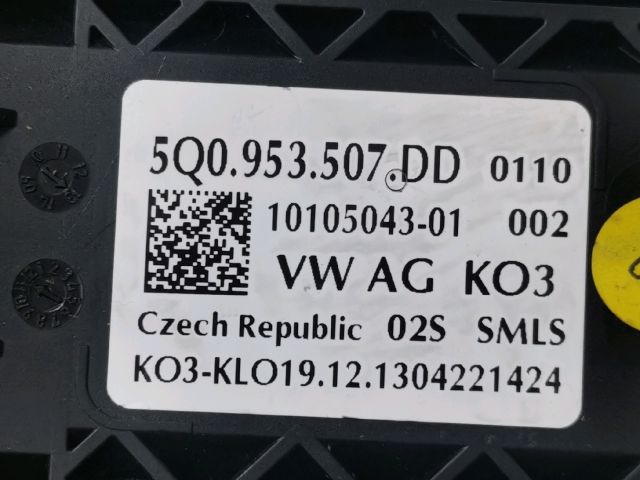 5Q0.953.507.DD 0110
10105043-01 002
VW AG KO3
Czech Republic 02S SMLS
KO3-KLO19.12.1304221424